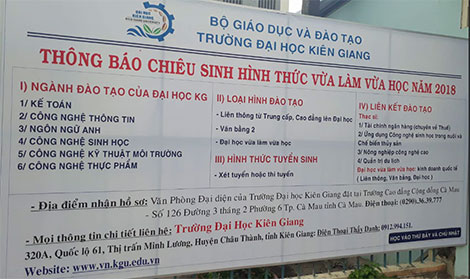 ĐẠI HỌC
KIÊN GIANG
BỘ GIÁO DỤC VÀ ĐÀO TẠO
TRƯỜNG ĐẠI HỌC KIÊN GIANG
THÔNG BÁO CHIÊU SINH HÌNH THỨC VỪA LÀM VỪA HỌC NĂM 2018
I) NGÀNH ĐÀO TẠO CỦA ĐẠI HỌC KG
1/ KẾ TOÁN
2/ CÔNG NGHỆ THÔNG TIN
3/ NGÔN NGỮ ANH
4/ CÔNG NGHỆ SINH HỌC
5/ CÔNG NGHỆ KỸ THUẬT MÔI TRƯỜNG
6/ CÔNG NGHỆ THỰC PHẨM
II) LOẠI HÌNH ĐÀO TẠO
- Liên thông từ Trung cấp, Cao đẳng lên Đại học
- Văn bằng 2
- Đại học vừa làm vừa học
III) HÌNH THỨC TUYỂN SINH
- Xét tuyển hoặc thi tuyển
IV) LIÊN KẾT ĐÀO TẠO
Thạc sĩ:
1/ Tài chính ngân hàng (chuyên về Thuế)
2/ Ứng dụng Công nghệ sinh học trong nuôi và
Chế biến thủy sản
3/ Nông nghiệp công nghệ cao
4/ Quản trị du lịch
Đại học vừa làm vừa học: kinh doanh quốc tế
( Liên thông, Văn bằng, Đại học )
- Địa điểm nhận hồ sơ: Văn Phòng Đại diện của Trường Đại học Kiên Giang đặt tại Trường Cao đẳng Cộng đồng Cà Mau
- Số 126 Đường 3 tháng 2 Phường 6 Tp. Cà Mau tỉnh Cà Mau. Điện thoại: (0290).36.39.777
- Mọi thông tin chi tiết liên hệ: Trường Đại Học Kiên Giang
320A, Quốc lộ 61, Thị trấn Minh Lương, Huyện Châu Thành, tỉnh Kiên Giang; Điện Thoại Thầy Danh: 0912.994.151.
Website: www.vn.kgu.edu.vn
HỌC VÀO THỨ BẢY VÀ CHỦ NHẬT